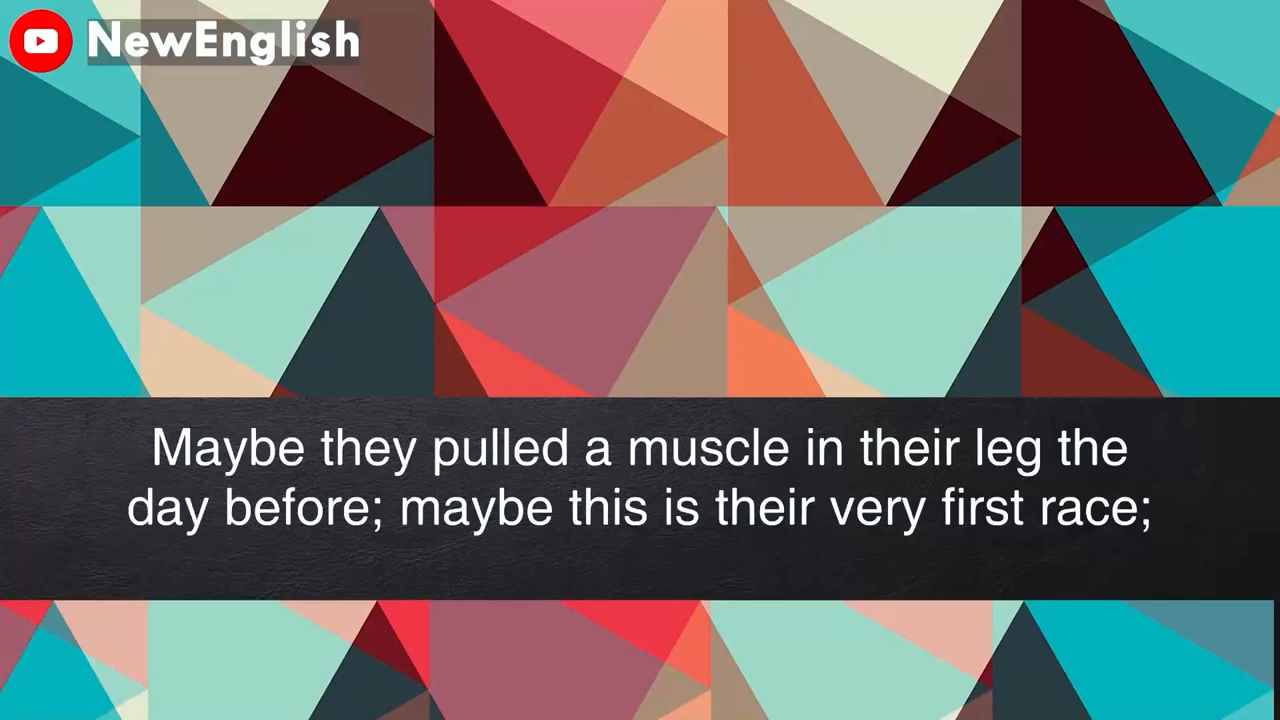 NewEnglish
Maybe they pulled a muscle in their leg the
day before; maybe this is their very first race;